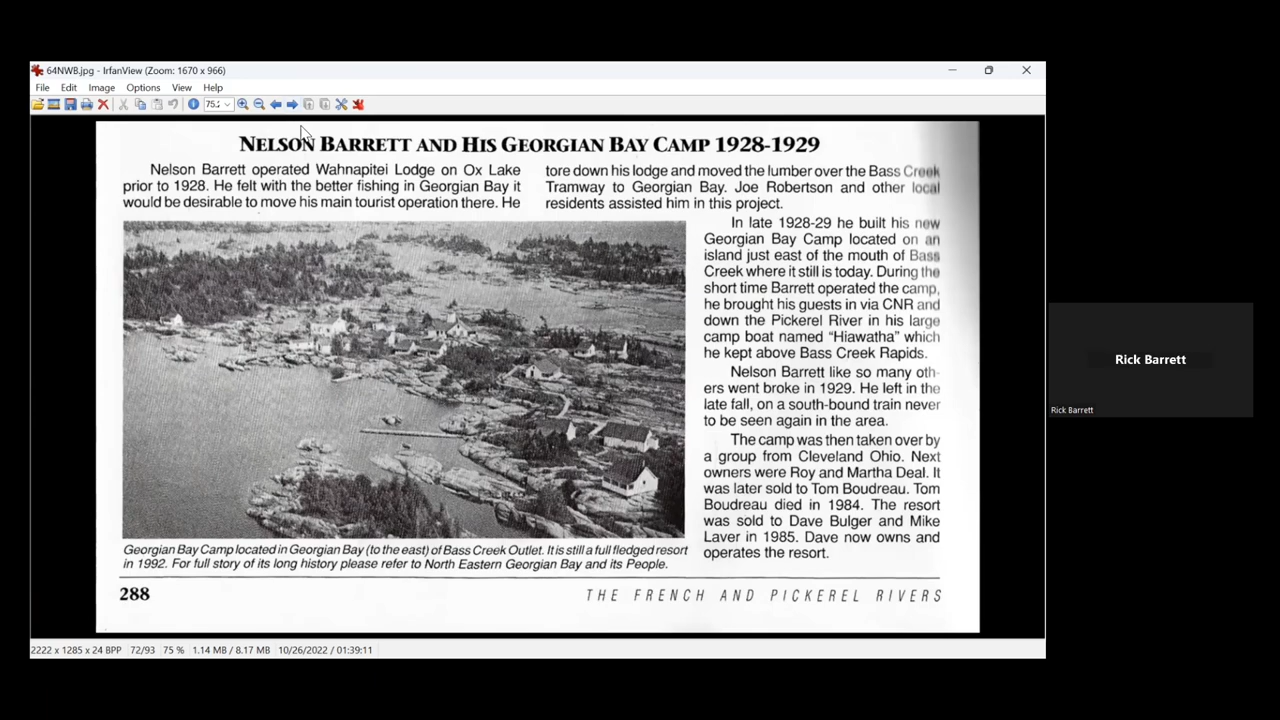 64NWB.jpg - IrfanView (Zoom: 1670 x 966)
File Edit Image Options View Help
75.2
NELSON BARRETT AND HIS GEORGIAN BAY CAMP 1928-1929
Nelson Barrett operated Wahnapitei Lodge on Ox Lake
prior to 1928. He felt with the better fishing in Georgian Bay it
would be desirable to move his main tourist operation there. He
tore down his lodge and moved the lumber over the Bass Creek
Tramway to Georgian Bay. Joe Robertson and other local
residents assisted him in this project.
In late 1928-29 he built his new
Georgian Bay Camp located on an
island just east of the mouth of Bass
Creek where it still is today. During the
short time Barrett operated the camp,
he brought his guests in via CNR and
down the Pickerel River in his large
camp boat named “Hiawatha” which
he kept above Bass Creek Rapids.
Nelson Barrett like so many oth-
ers went broke in 1929. He left in the
late fall, on a south-bound train never
to be seen again in the area.
The camp was then taken over by
a group from Cleveland Ohio. Next
owners were Roy and Martha Deal. It
was later sold to Tom Boudreau. Tom
Boudreau died in 1984. The resort
was sold to Dave Bulger and Mike
Laver in 1985. Dave now owns and
operates the resort.
Georgian Bay Camp located in Georgian Bay (to the east) of Bass Creek Outlet. It is still a full fledged resort
in 1992. For full story of its long history please refer to North Eastern Georgian Bay and its People.
288
THE FRENCH AND PICKEREL RIVERS
2222 x 1285 x 24 BPP 72/93 75 % 1.14 MB / 8.17 MB 10/26/2022 / 01:39:11
Rick Barrett
Rick Barrett